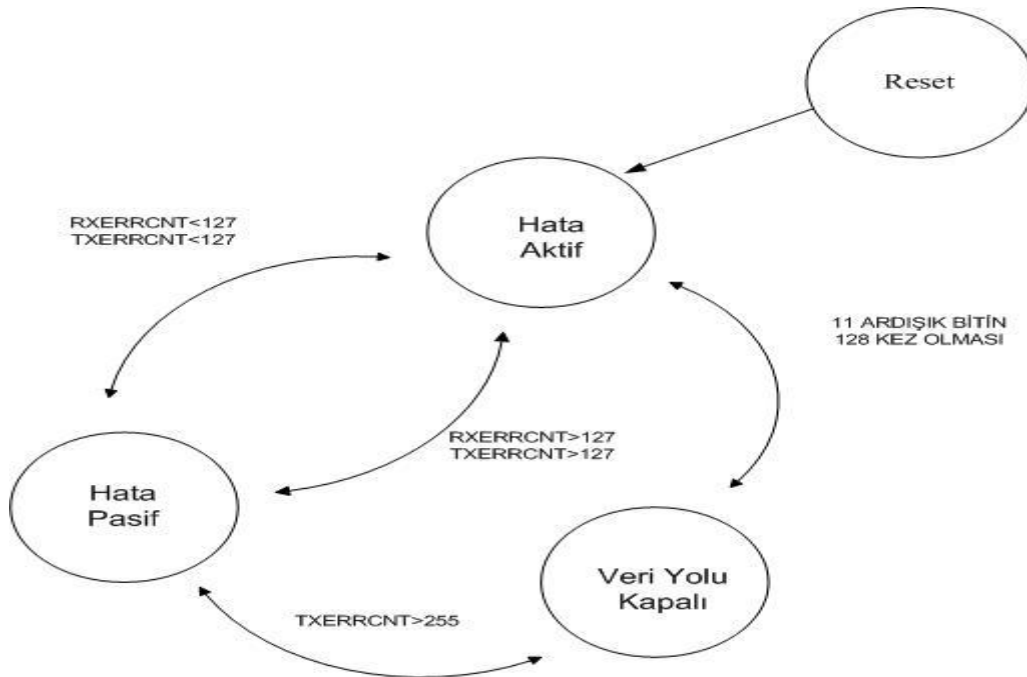 Reset
Hata
Aktif
RXERRCNT<127
TXERRCNT<127
11 ARDIŞIK BİTİN
128 KEZ OLMASI
RXERRCNT>127
TXERRCNT>127
Hata
Pasif
Veri Yolu
Kapalı
TXERRCNT>255